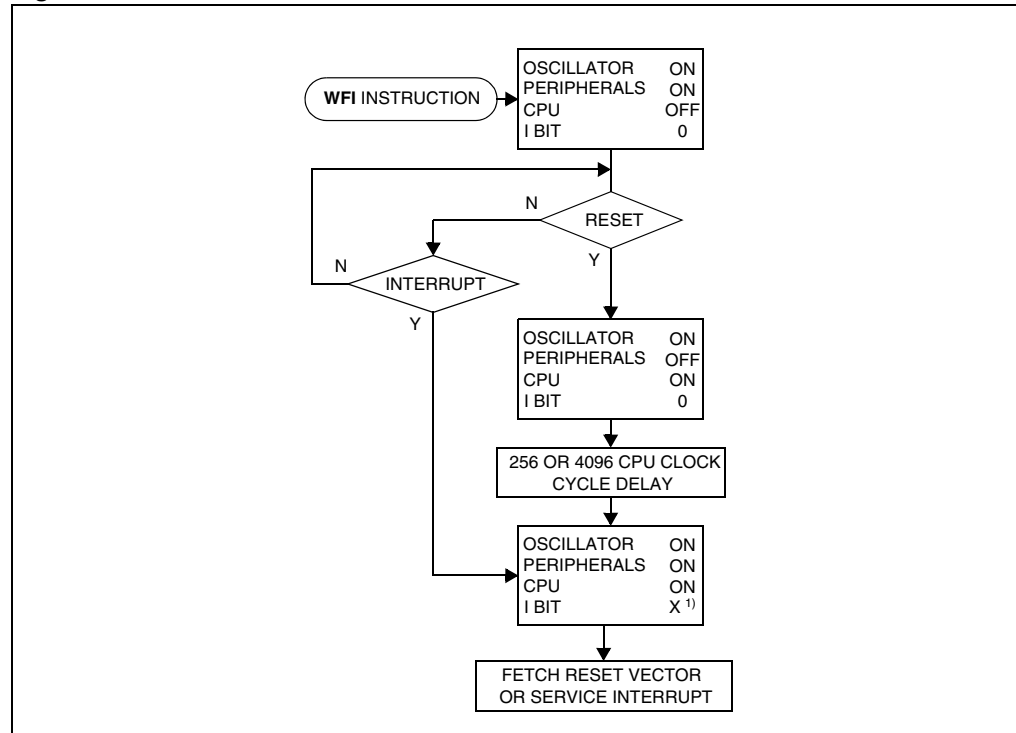 WFI INSTRUCTION
OSCILLATOR ON
PERIPHERALS ON
CPU OFF
I BIT 0
RESET
N
Y
INTERRUPT
N
Y
OSCILLATOR ON
PERIPHERALS OFF
CPU ON
I BIT 0
256 OR 4096 CPU CLOCK
CYCLE DELAY
OSCILLATOR ON
PERIPHERALS ON
CPU ON
I BIT X 1)
FETCH RESET VECTOR
OR SERVICE INTERRUPT